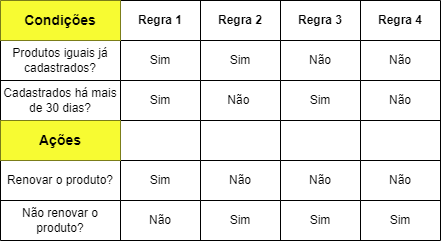 Condições Regra 1 Regra 2 Regra 3 Regra 4
Produtos iguais já
cadastrados? Sim Sim Não Não
Cadastrados há mais
de 30 dias? Sim Não Sim Não
Ações
Renovar o produto? Sim Não Não Não
Não renovar o
produto? Não Sim Sim Sim